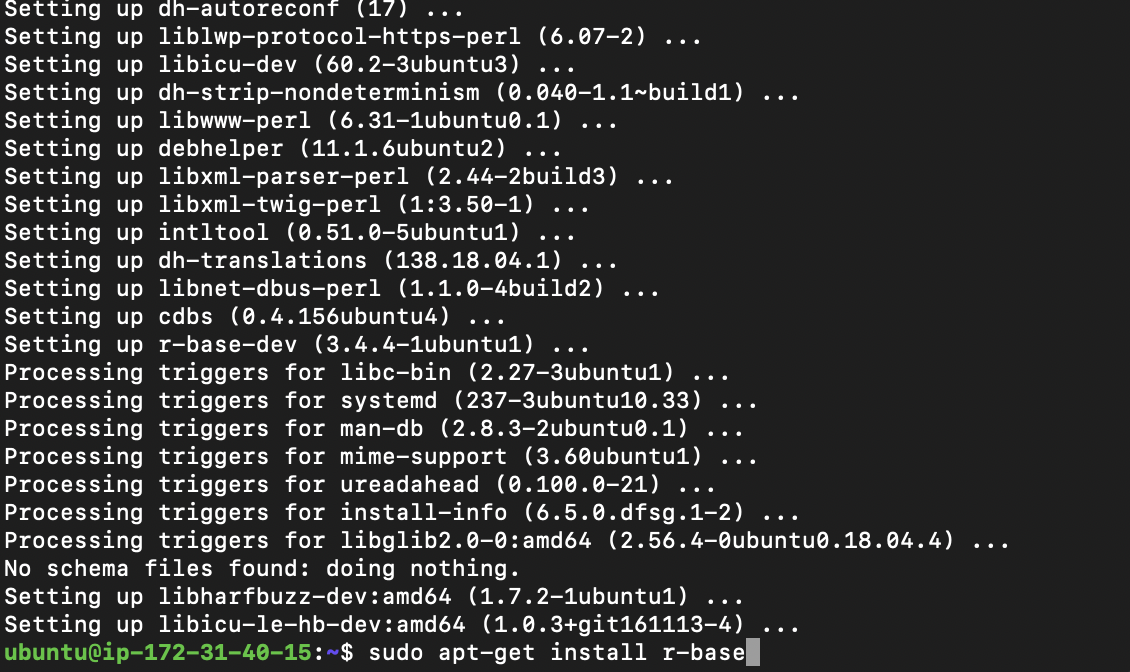 Setting up dh-autoreconf (17) ...
Setting up liblwp-protocol-https-perl (6.07-2) ...
Setting up libicu-dev (60.2-3ubuntu3) ...
Setting up dh-strip-nondeterminism (0.040-1.1~build1) ...
Setting up libwww-perl (6.31-1ubuntu0.1) ...
Setting up debhelper (11.1.6ubuntu2) ...
Setting up libxml-parser-perl (2.44-2build3) ...
Setting up libxml-twig-perl (1:3.50-1) ...
Setting up intltool (0.51.0-5ubuntu1) ...
Setting up dh-translations (138.18.04.1) ...
Setting up libnet-dbus-perl (1.1.0-4build2) ...
Setting up cdbs (0.4.156ubuntu4) ...
Setting up r-base-dev (3.4.4-1ubuntu1) ...
Processing triggers for libc-bin (2.27-3ubuntu1) ...
Processing triggers for systemd (237-3ubuntu10.33) ...
Processing triggers for man-db (2.8.3-2ubuntu0.1) ...
Processing triggers for mime-support (3.60ubuntu1) ...
Processing triggers for ureadahead (0.100.0-21) ...
Processing triggers for install-info (6.5.0.dfsg.1-2) ...
Processing triggers for libglib2.0-0:amd64 (2.56.4-0ubuntu0.18.04.4) ...
No schema files found: doing nothing.
Setting up libharfbuzz-dev:amd64 (1.7.2-1ubuntu1) ...
Setting up libicu-le-hb-dev:amd64 (1.0.3+git161113-4) ...
ubuntu@ip-172-31-40-15:~$ sudo apt-get install r-base